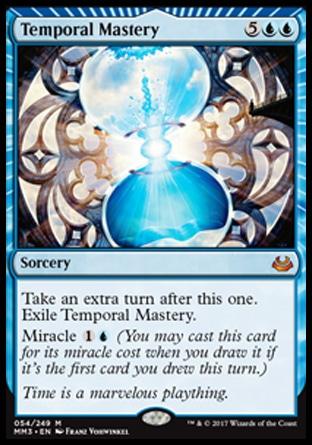 Temporal Mastery 5
Sorcery
Take an extra turn after this one.
Exile Temporal Mastery.
Miracle 1 (You may cast this card
for its miracle cost when you draw it if
it's the first card you drew this turn.)
Time is a marvelous plaything.
054/249 M
MM3 • EN Franz Vohwinkel ™ & © 2017 Wizards of the Coast